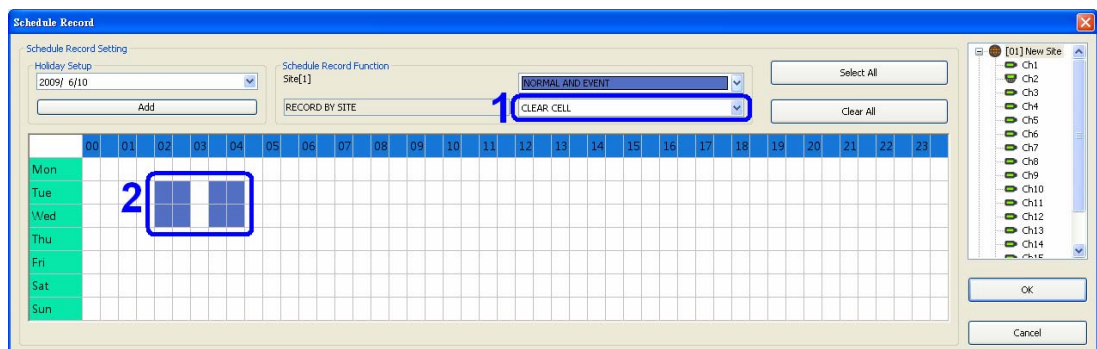 Schedule Record
Schedule Record Setting
Holiday Setup
2009/ 6/10
Add
Schedule Record Function
Site[1]
NORMAL AND EVENT
RECORD BY SITE
1
CLEAR CELL
Select All
Clear All
00 01 02 03 04 05 06 07 08 09 10 11 12 13 14 15 16 17 18 19 20 21 22 23
Mon
Tue
2
Wed
Thu
Fri
Sat
Sun
[01] New Site
Ch1
Ch2
Ch3
Ch4
Ch5
Ch6
Ch7
Ch8
Ch9
Ch10
Ch11
Ch12
Ch13
Ch14
Ch15
OK
Cancel